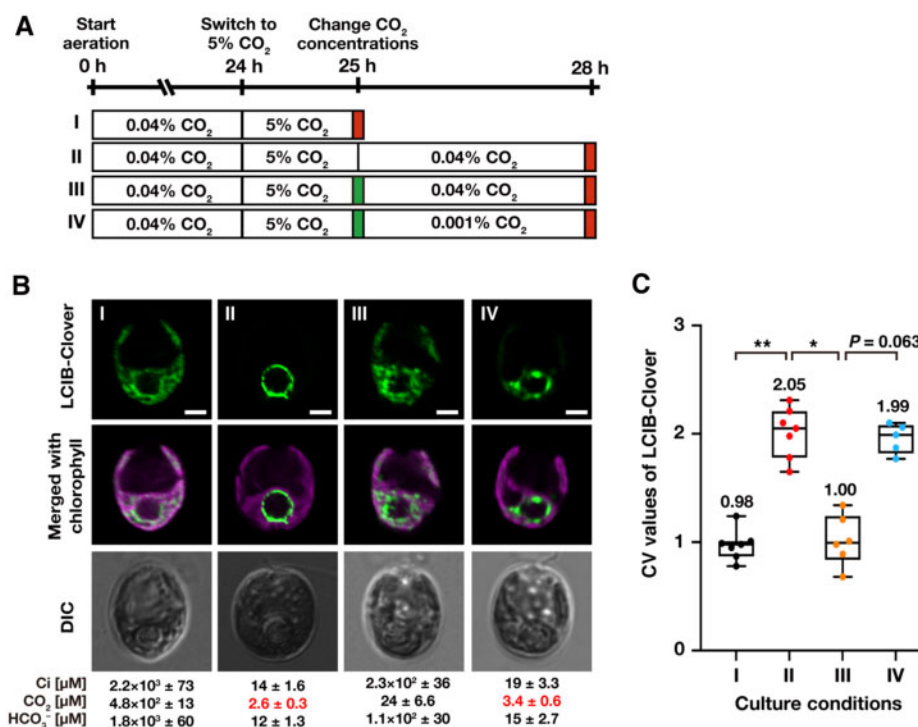 A
Start aeration
0 h
Switch to 5% CO₂
24 h
Change CO₂ concentrations
25 h
28 h
I 0.04% CO₂ 5% CO₂
II 0.04% CO₂ 5% CO₂ 0.04% CO₂
III 0.04% CO₂ 5% CO₂ 0.04% CO₂
IV 0.04% CO₂ 5% CO₂ 0.001% CO₂
B
LCIB-Clover
I II III IV
Merged with chlorophyll
DIC
Ci [μM] 2.2×10³ ± 73 14 ± 1.6 2.3×10² ± 36 19 ± 3.3
CO₂ [μM] 4.8×10² ± 13 2.6 ± 0.3 24 ± 6.6 3.4 ± 0.6
HCO₃⁻ [μM] 1.8×10³ ± 60 12 ± 1.3 1.1×10² ± 30 15 ± 2.7
C
CV values of LCIB-Clover
3
2
1
0
** * P = 0.063
0.98
2.05
1.00
1.99
I II III IV
Culture conditions